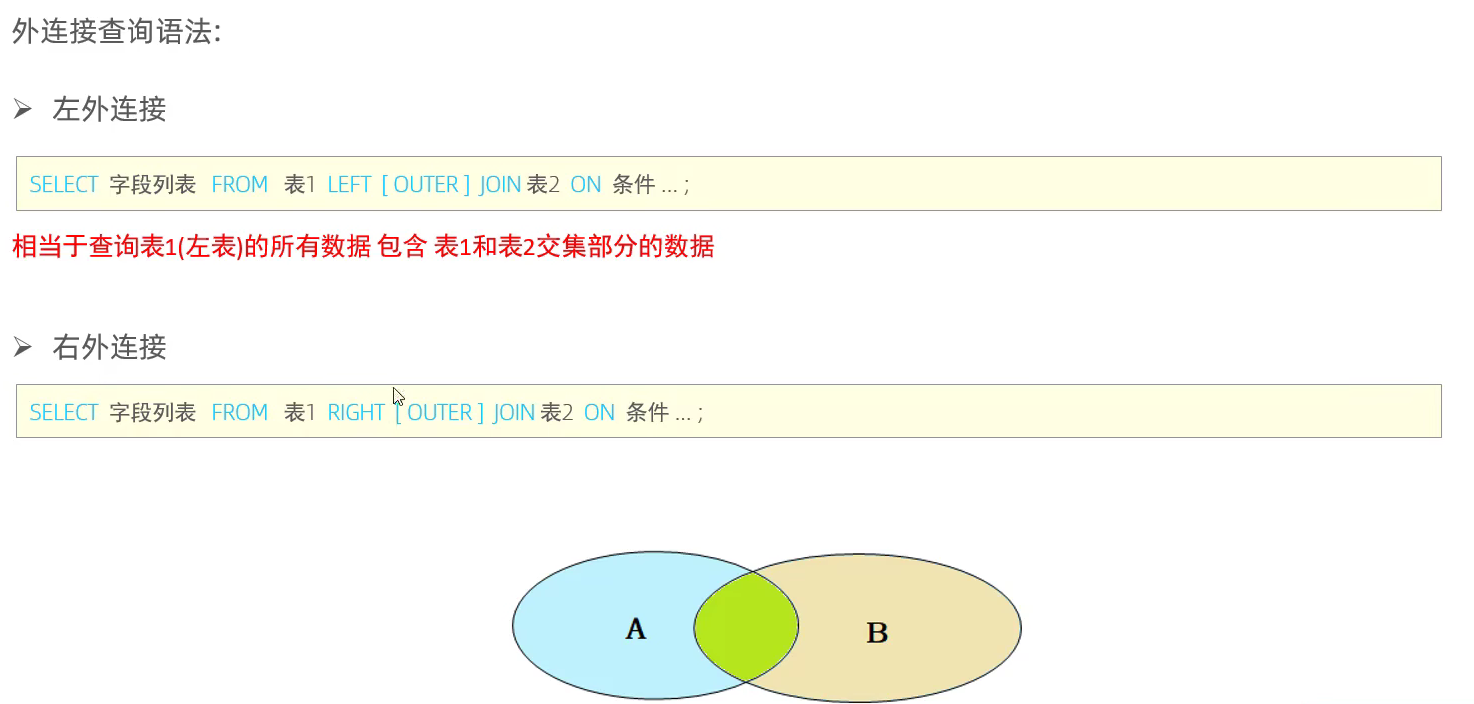 外连接查询语法:
➢ 左外连接
SELECT 字段列表 FROM 表1 LEFT [ OUTER ] JOIN 表2 ON 条件 ... ;
相当于查询表1(左表)的所有数据 包含 表1和表2交集部分的数据
➢ 右外连接
SELECT 字段列表 FROM 表1 RIGHT [ OUTER ] JOIN 表2 ON 条件 ... ;
A B